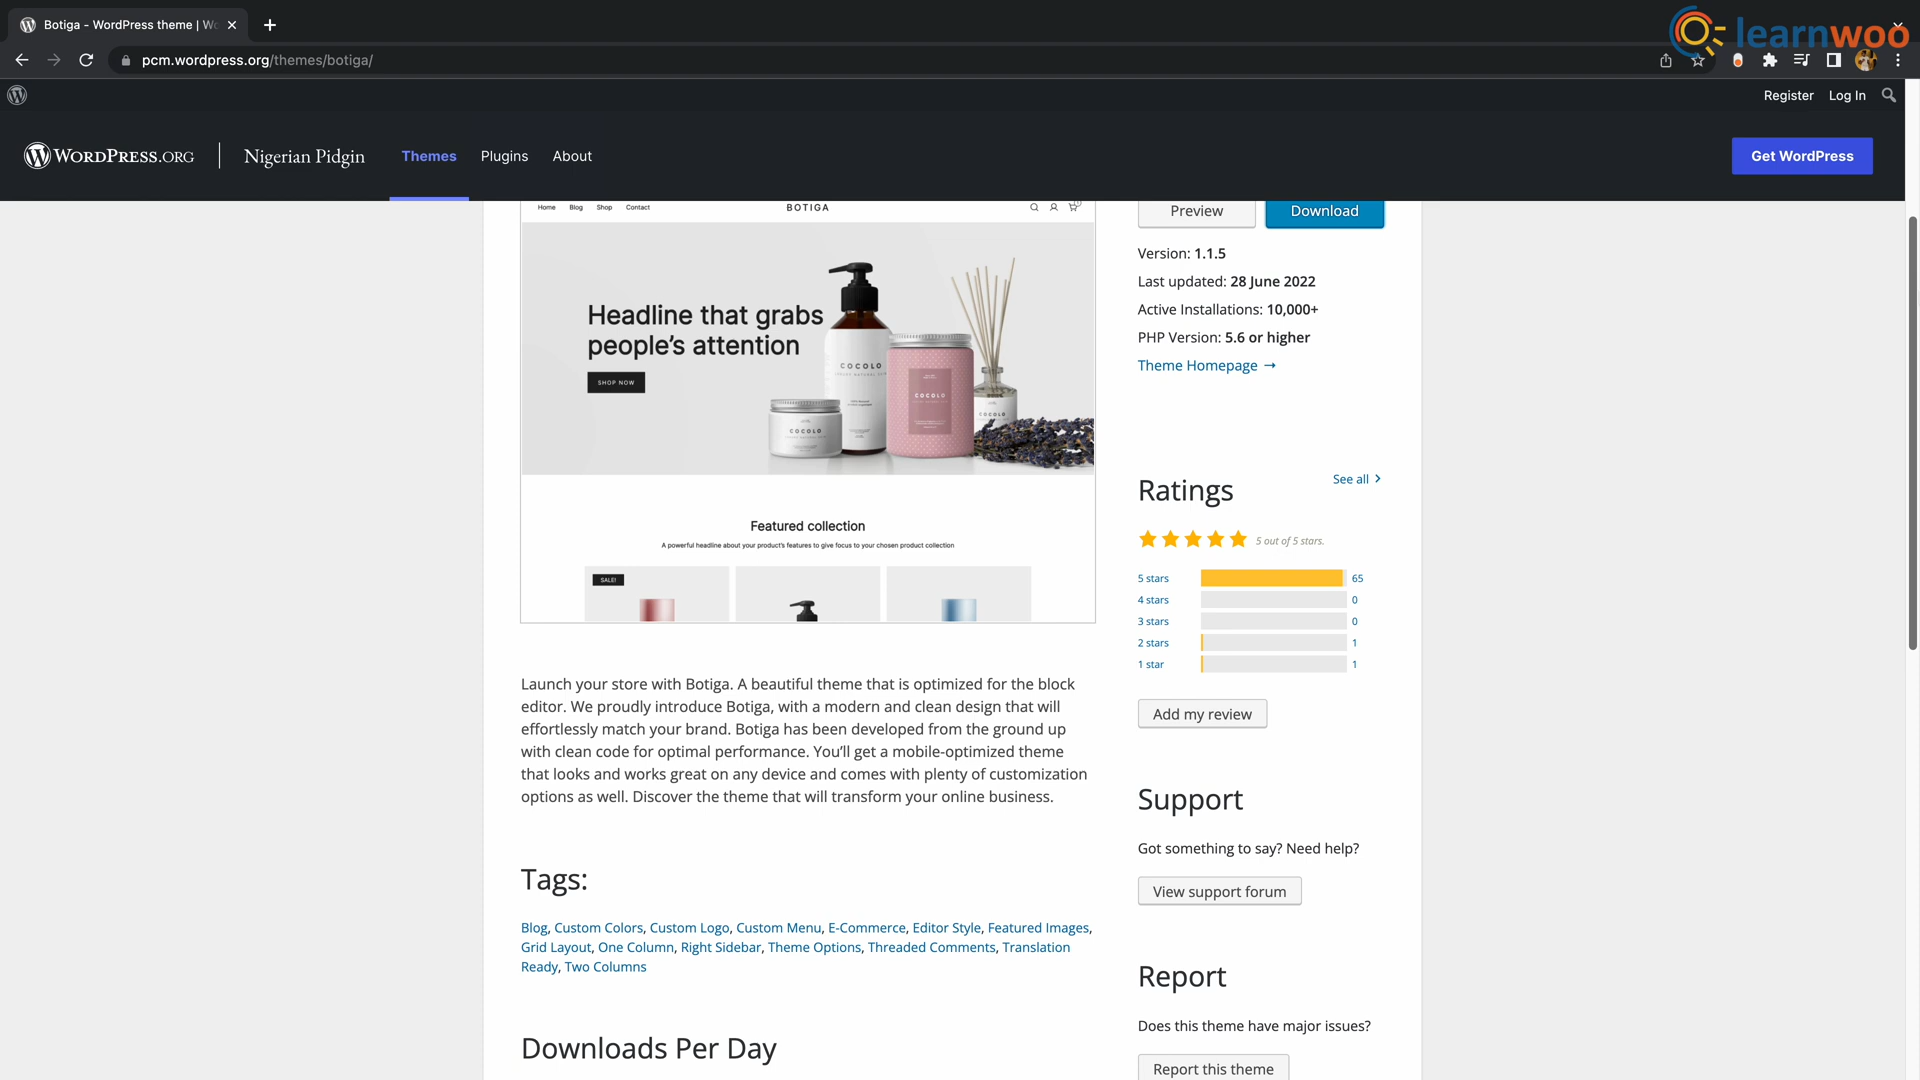 Botiga - WordPress theme | Wo
learnwoo
pcm.wordpress.org/themes/botiga/
Register Log In
WORDPRESS.ORG Nigerian Pidgin Themes Plugins About Get WordPress
Home Blog Shop Contact BOTIGA
Headline that grabs
people's attention
SHOP NOW
COCOLO
COCOLO
COCOLO
COCOLO
Featured collection
A powerful headline about your product's features to give focus to your chosen product collection
SALE!
Preview Download
Version: 1.1.5
Last updated: 28 June 2022
Active Installations: 10,000+
PHP Version: 5.6 or higher
Theme Homepage →
Ratings See all
5 out of 5 stars.
5 stars 65
4 stars 0
3 stars 0
2 stars 1
1 star 1
Add my review
Support
Got something to say? Need help?
View support forum
Report
Does this theme have major issues?
Report this theme
Launch your store with Botiga. A beautiful theme that is optimized for the block
editor. We proudly introduce Botiga, with a modern and clean design that will
effortlessly match your brand. Botiga has been developed from the ground up
with clean code for optimal performance. You'll get a mobile-optimized theme
that looks and works great on any device and comes with plenty of customization
options as well. Discover the theme that will transform your online business.
Tags:
Blog, Custom Colors, Custom Logo, Custom Menu, E-Commerce, Editor Style, Featured Images,
Grid Layout, One Column, Right Sidebar, Theme Options, Threaded Comments, Translation
Ready, Two Columns
Downloads Per Day